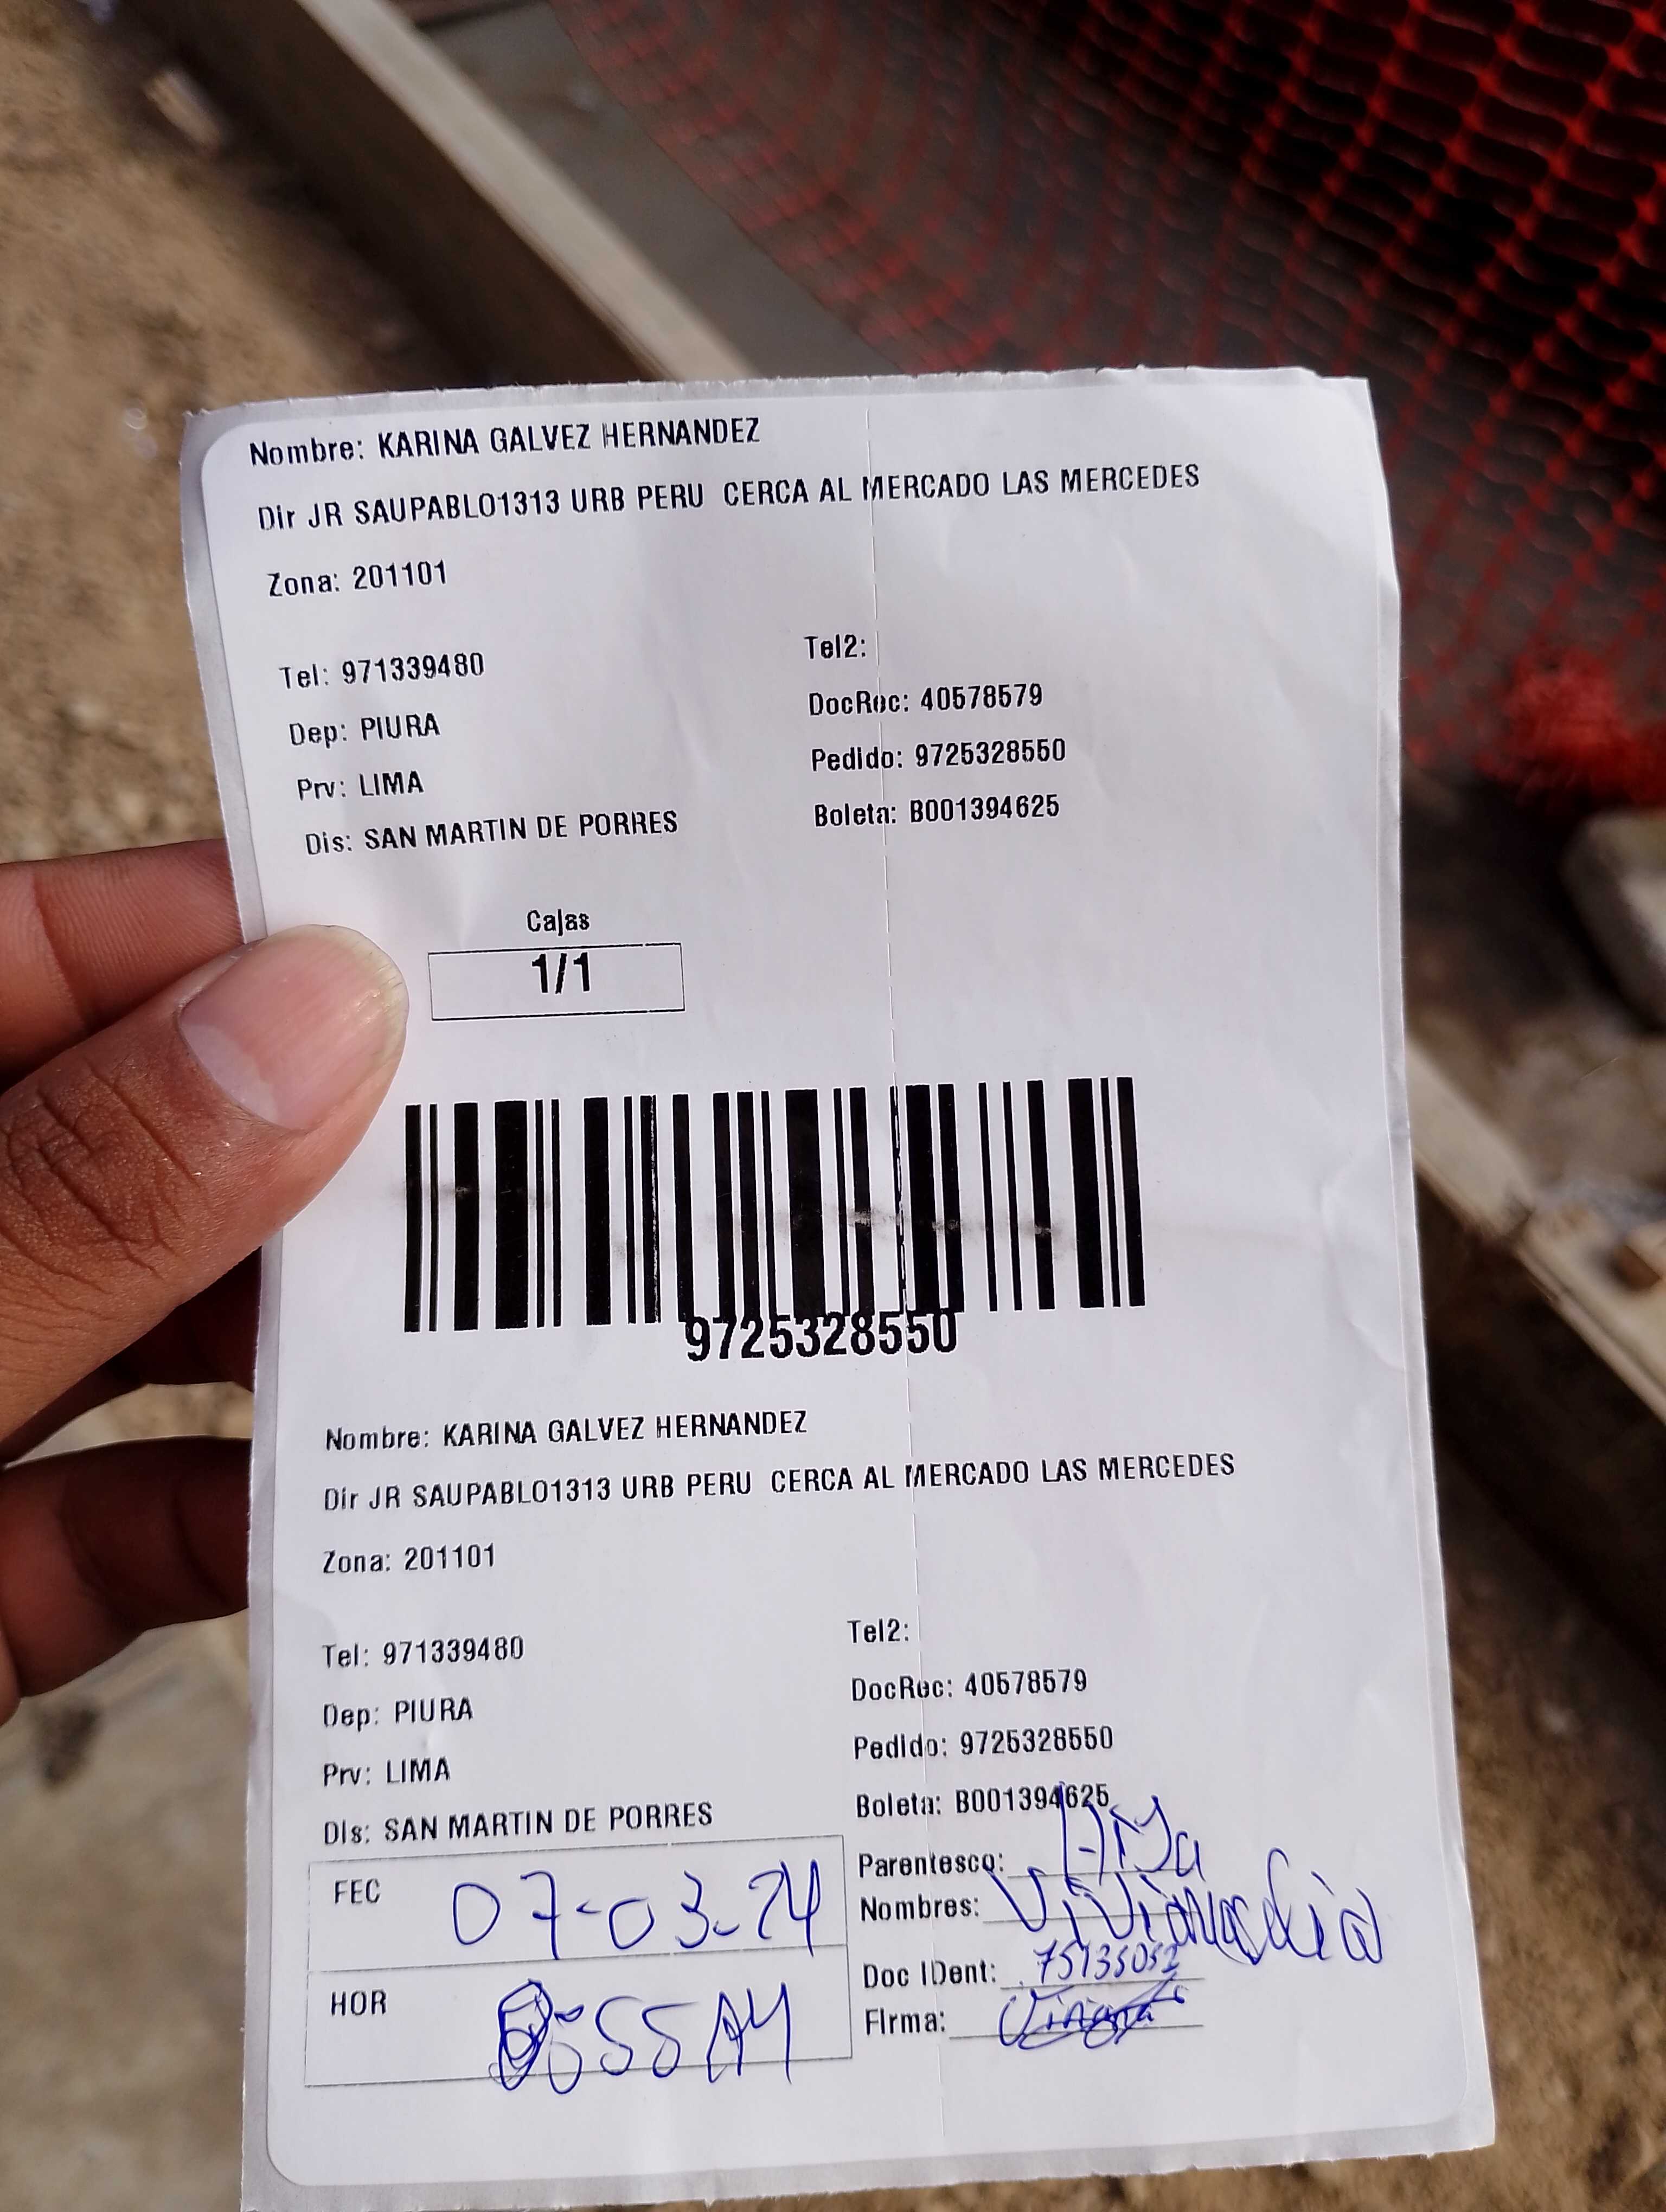 Nombre: KARINA GALVEZ HERNANDEZ
Dir JR SAUPABLO1313 URB PERU CERCA AL MERCADO LAS MERCEDES
Zona: 201101
Tel: 971339480
Tel2:
Dep: PIURA
DocRec: 40578579
Prv: LIMA
Pedido: 9725328550
Dis: SAN MARTIN DE PORRES
Boleta: B001394625
Cajas
1/1
9725328550
Nombre: KARINA GALVEZ HERNANDEZ
Dir JR SAUPABLO1313 URB PERU CERCA AL MERCADO LAS MERCEDES
Zona: 201101
Tel: 971339480
Tel2:
Dep: PIURA
DocRec: 40578579
Prv: LIMA
Pedido: 9725328550
Dis: SAN MARTIN DE PORRES
Boleta: B001394625
FEC 07-03-24
Parentesco:
Nombres:
HOR 55 AM
Doc IDent: 75135052
Firma: